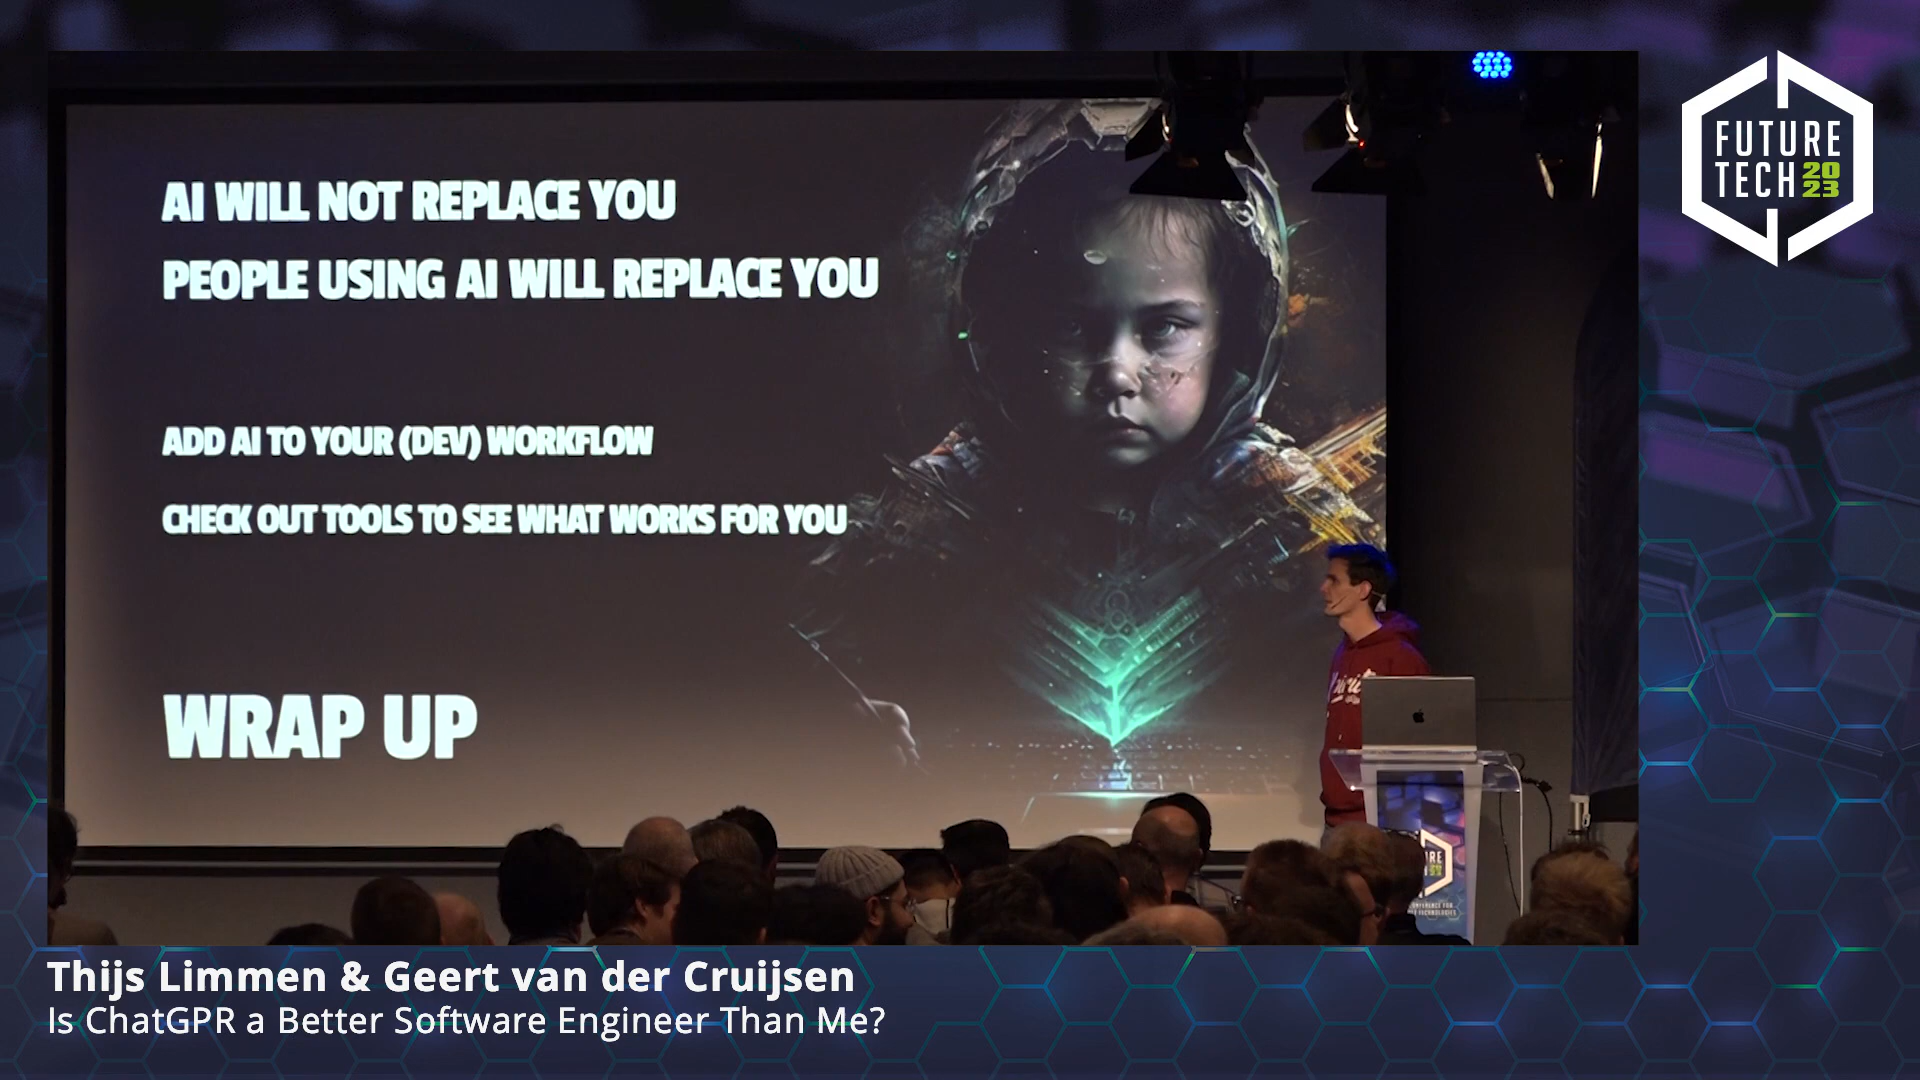 AI WILL NOT REPLACE YOU
PEOPLE USING AI WILL REPLACE YOU
ADD AI TO YOUR (DEV) WORKFLOW
CHECK OUT TOOLS TO SEE WHAT WORKS FOR YOU
WRAP UP
FUTURE
TECH 20
23
Thijs Limmen & Geert van der Cruijsen
Is ChatGPR a Better Software Engineer Than Me?